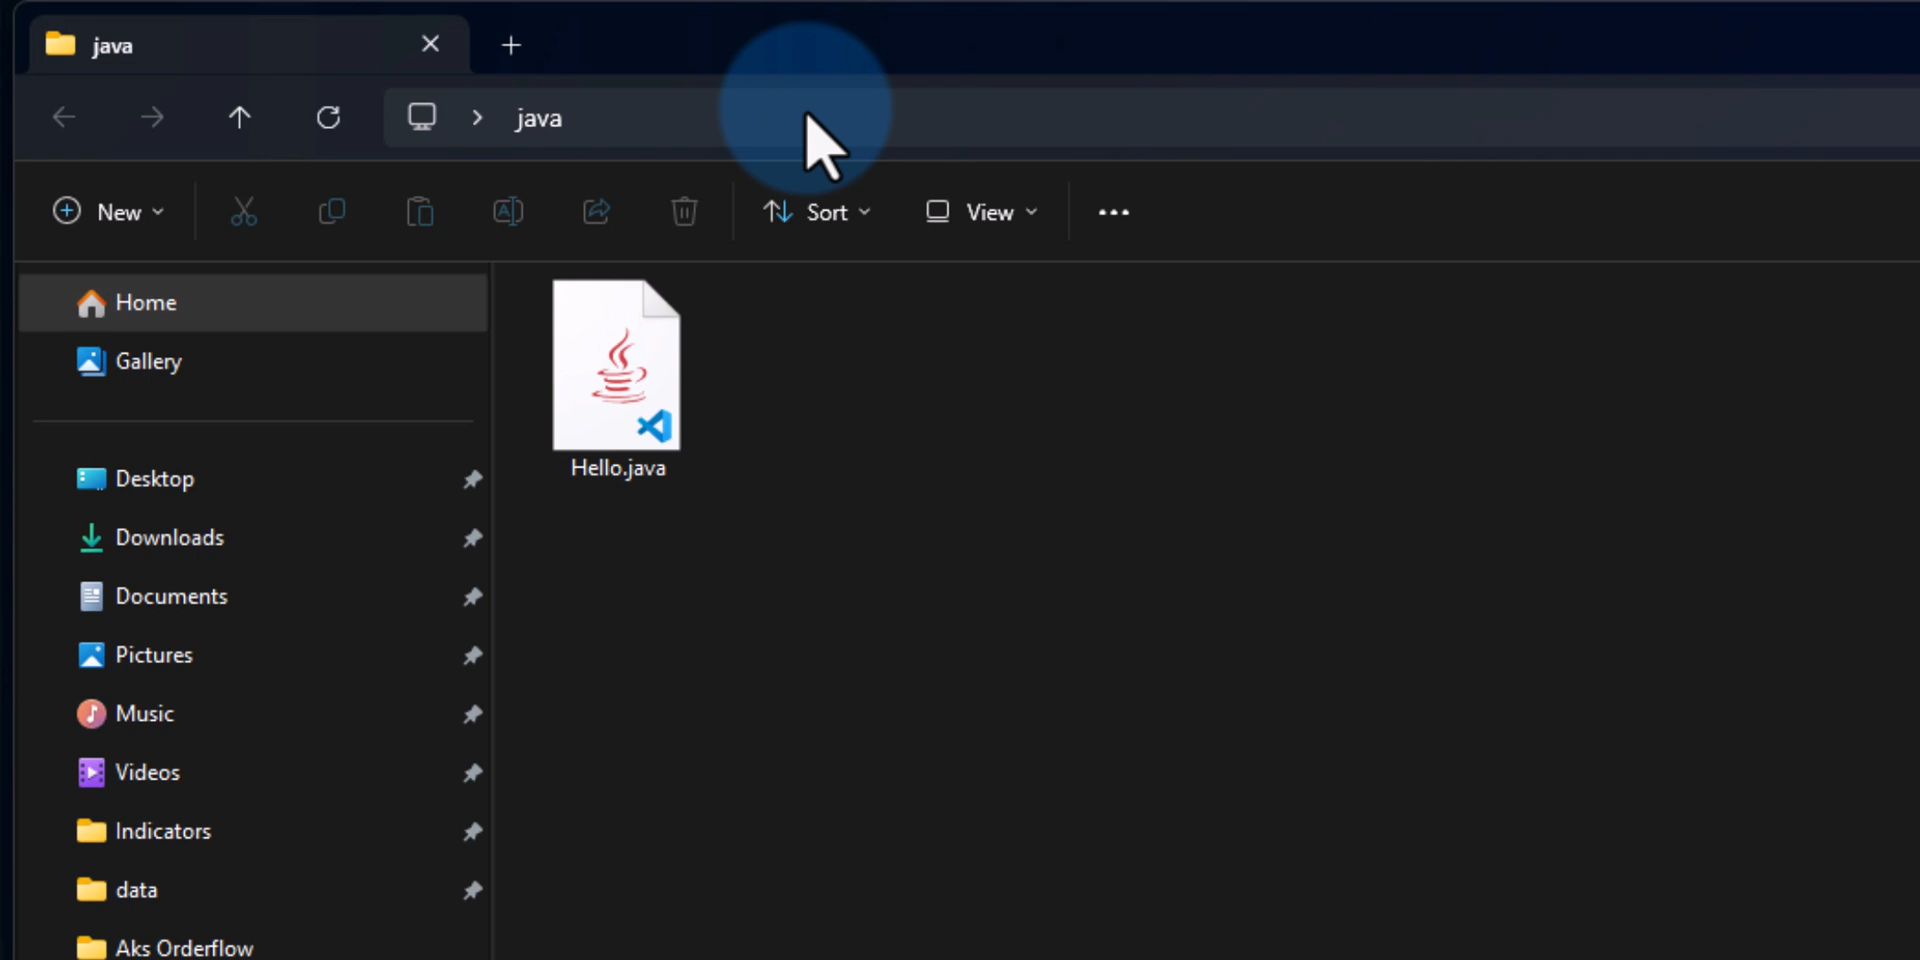 java
java
New
Sort
View
Home
Gallery
Hello.java
Desktop
Downloads
Documents
Pictures
Music
Videos
Indicators
data
Aks Orderflow